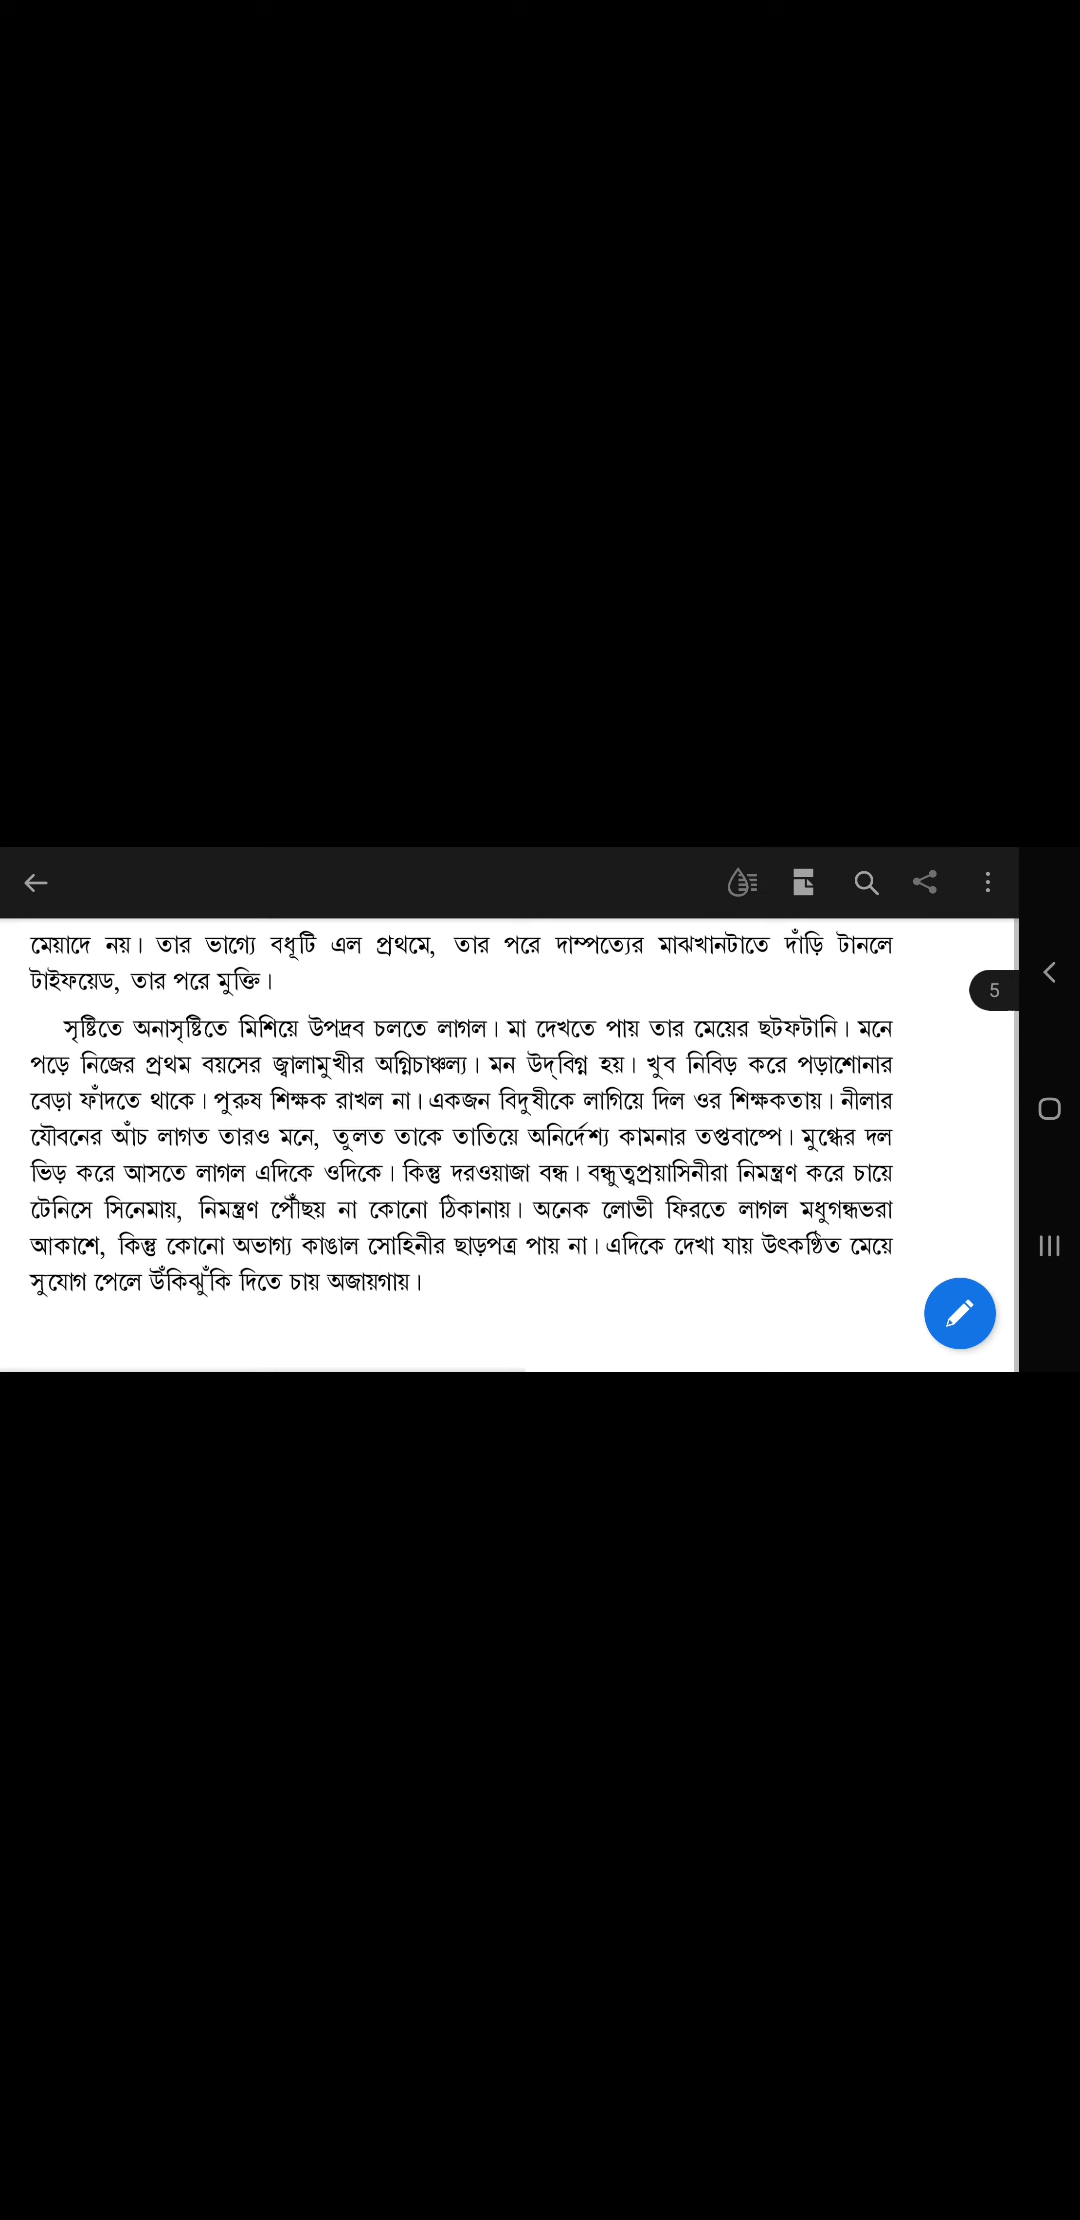 মেয়াদে নয়। তার ভাগ্যে বধূটি এল প্রথমে, তার পরে দাম্পত্যের মাঝখানটাতে দাঁড়ি টানলে
টাইফয়েড, তার পরে মুক্তি।
5
সৃষ্টিতে অনাসৃষ্টিতে মিশিয়ে উপদ্রব চলতে লাগল। মা দেখতে পায় তার মেয়ের ছটফটানি। মনে
পড়ে নিজের প্রথম বয়সের জ্বালামুখীর অগ্নিচাঞ্চল্য। মন উদ্‌বিগ্ন হয়। খুব নিবিড় করে পড়াশোনার
বেড়া ফাঁদতে থাকে। পুরুষ শিক্ষক রাখল না। একজন বিদুষীকে লাগিয়ে দিল ওর শিক্ষকতায়। নীলার
যৌবনের আঁচ লাগত তারও মনে, তুলত তাকে তাতিয়ে অনির্দেশ্য কামনার তপ্তবাষ্পে। মুগ্ধের দল
ভিড় করে আসতে লাগল এদিকে ওদিকে। কিন্তু দরওয়াজা বন্ধ। বন্ধুত্বপ্রয়াসিনীরা নিমন্ত্রণ করে চায়ে
টেনিসে সিনেমায়, নিমন্ত্রণ পৌঁছয় না কোনো ঠিকানায়। অনেক লোভী ফিরতে লাগল মধুগন্ধভরা
আকাশে, কিন্তু কোনো অভাগ্য কাঙাল সোহিনীর ছাড়পত্র পায় না। এদিকে দেখা যায় উৎকণ্ঠিত মেয়ে
সুযোগ পেলে উঁকিঝুঁকি দিতে চায় অজায়গায়।